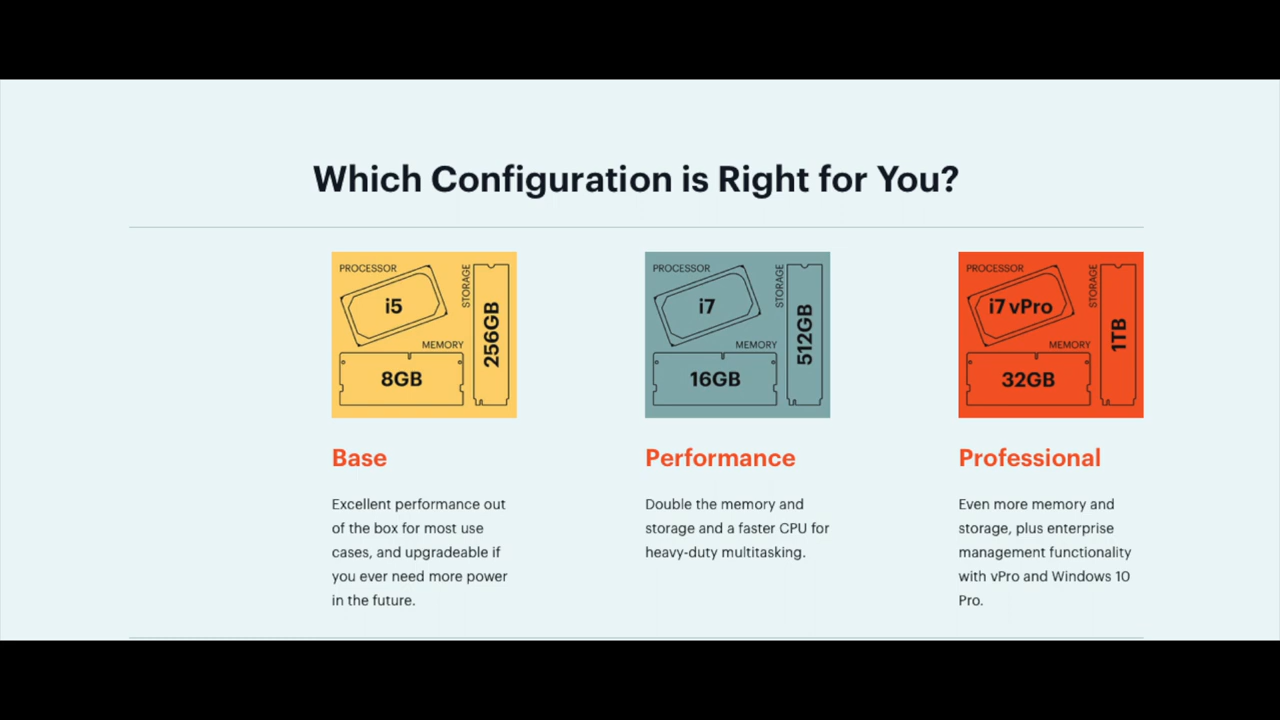 Which Configuration is Right for You?
PROCESSOR
i5
STORAGE
256GB
MEMORY
8GB
PROCESSOR
i7
STORAGE
512GB
MEMORY
16GB
PROCESSOR
i7 vPro
STORAGE
1TB
MEMORY
32GB
Base
Excellent performance out
of the box for most use
cases, and upgradeable if
you ever need more power
in the future.
Performance
Double the memory and
storage and a faster CPU for
heavy-duty multitasking.
Professional
Even more memory and
storage, plus enterprise
management functionality
with vPro and Windows 10
Pro.